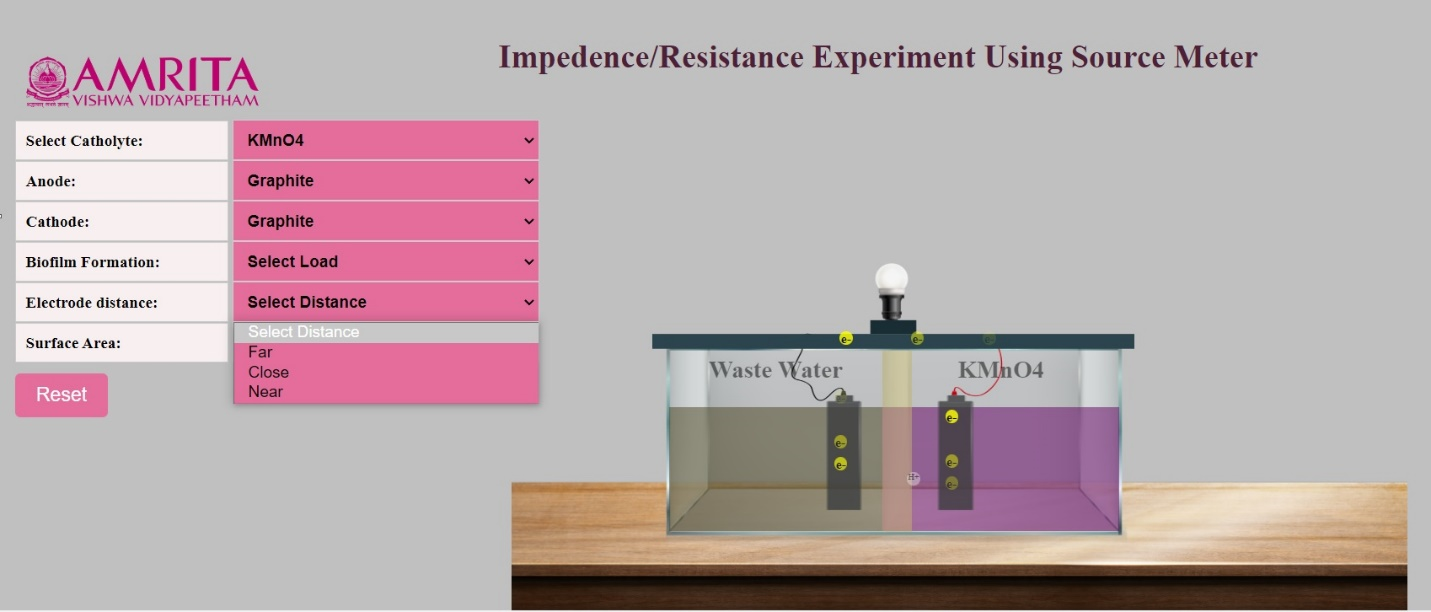 Impedence/Resistance Experiment Using Source Meter
AMRITA
VISHWA VIDYAPEETHAM
Select Catholyte: KMnO4
Anode: Graphite
Cathode: Graphite
Biofilm Formation: Select Load
Electrode distance: Select Distance
Select Distance
Surface Area:
Far
Close
Near
Reset
Waste Water
KMnO4
e-
e-
e-
e-
e-
e-
e-
e-
H+